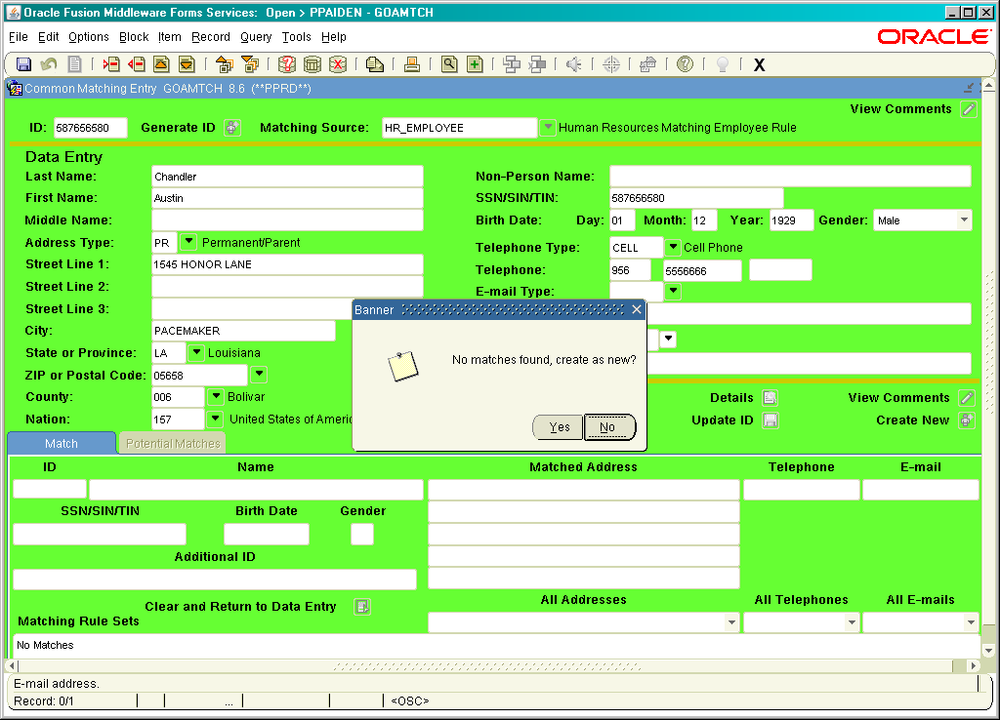 Oracle Fusion Middleware Forms Services:  Open > PPAIDEN - GOAMTCH
File Edit Options Block Item Record Query Tools Help
ORACLE
X
Common Matching Entry  GOAMTCH  8.6  (**PPRD**)
View Comments
ID: 587656580 Generate ID Matching Source: HR_EMPLOYEE Human Resources Matching Employee Rule
Data Entry
Last Name: Chandler Non-Person Name:
First Name: Austin SSN/SIN/TIN: 587656580
Middle Name: Birth Date: Day: 01 Month: 12 Year: 1929 Gender: Male
Address Type: PR Permanent/Parent Telephone Type: CELL Cell Phone
Street Line 1: 1545 HONOR LANE Telephone: 956 5556666
Street Line 2: E-mail Type:
Street Line 3:
City: PACEMAKER
State or Province: LA Louisiana
ZIP or Postal Code: 05658
County: 006 Bolivar
Nation: 157 United States of Americ
Banner
No matches found, create as new?
Yes No
Details View Comments
Update ID Create New
Match Potential Matches
ID Name Matched Address Telephone E-mail
SSN/SIN/TIN Birth Date Gender
Additional ID
Clear and Return to Data Entry All Addresses All Telephones All E-mails
Matching Rule Sets
No Matches
E-mail address.
Record: 0/1 ... <OSC>